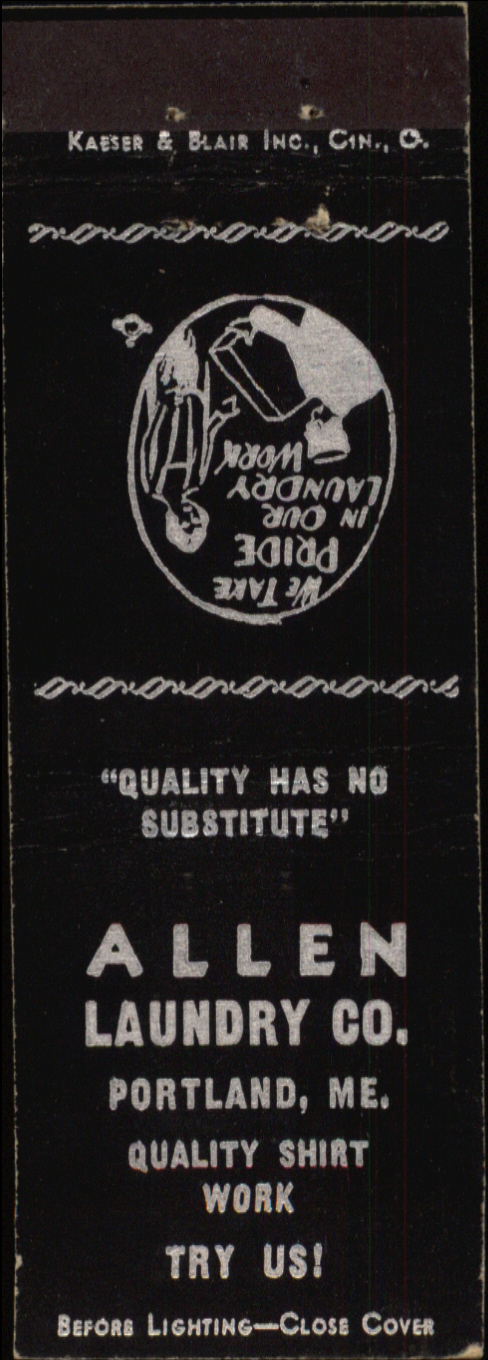 KAESER & BLAIR INC., CIN., O.
WE TAKE
PRIDE
IN OUR
LAUNDRY
WORK
"QUALITY HAS NO
SUBSTITUTE"
ALLEN
LAUNDRY CO.
PORTLAND, ME.
QUALITY SHIRT
WORK
TRY US!
BEFORE LIGHTING—CLOSE COVER